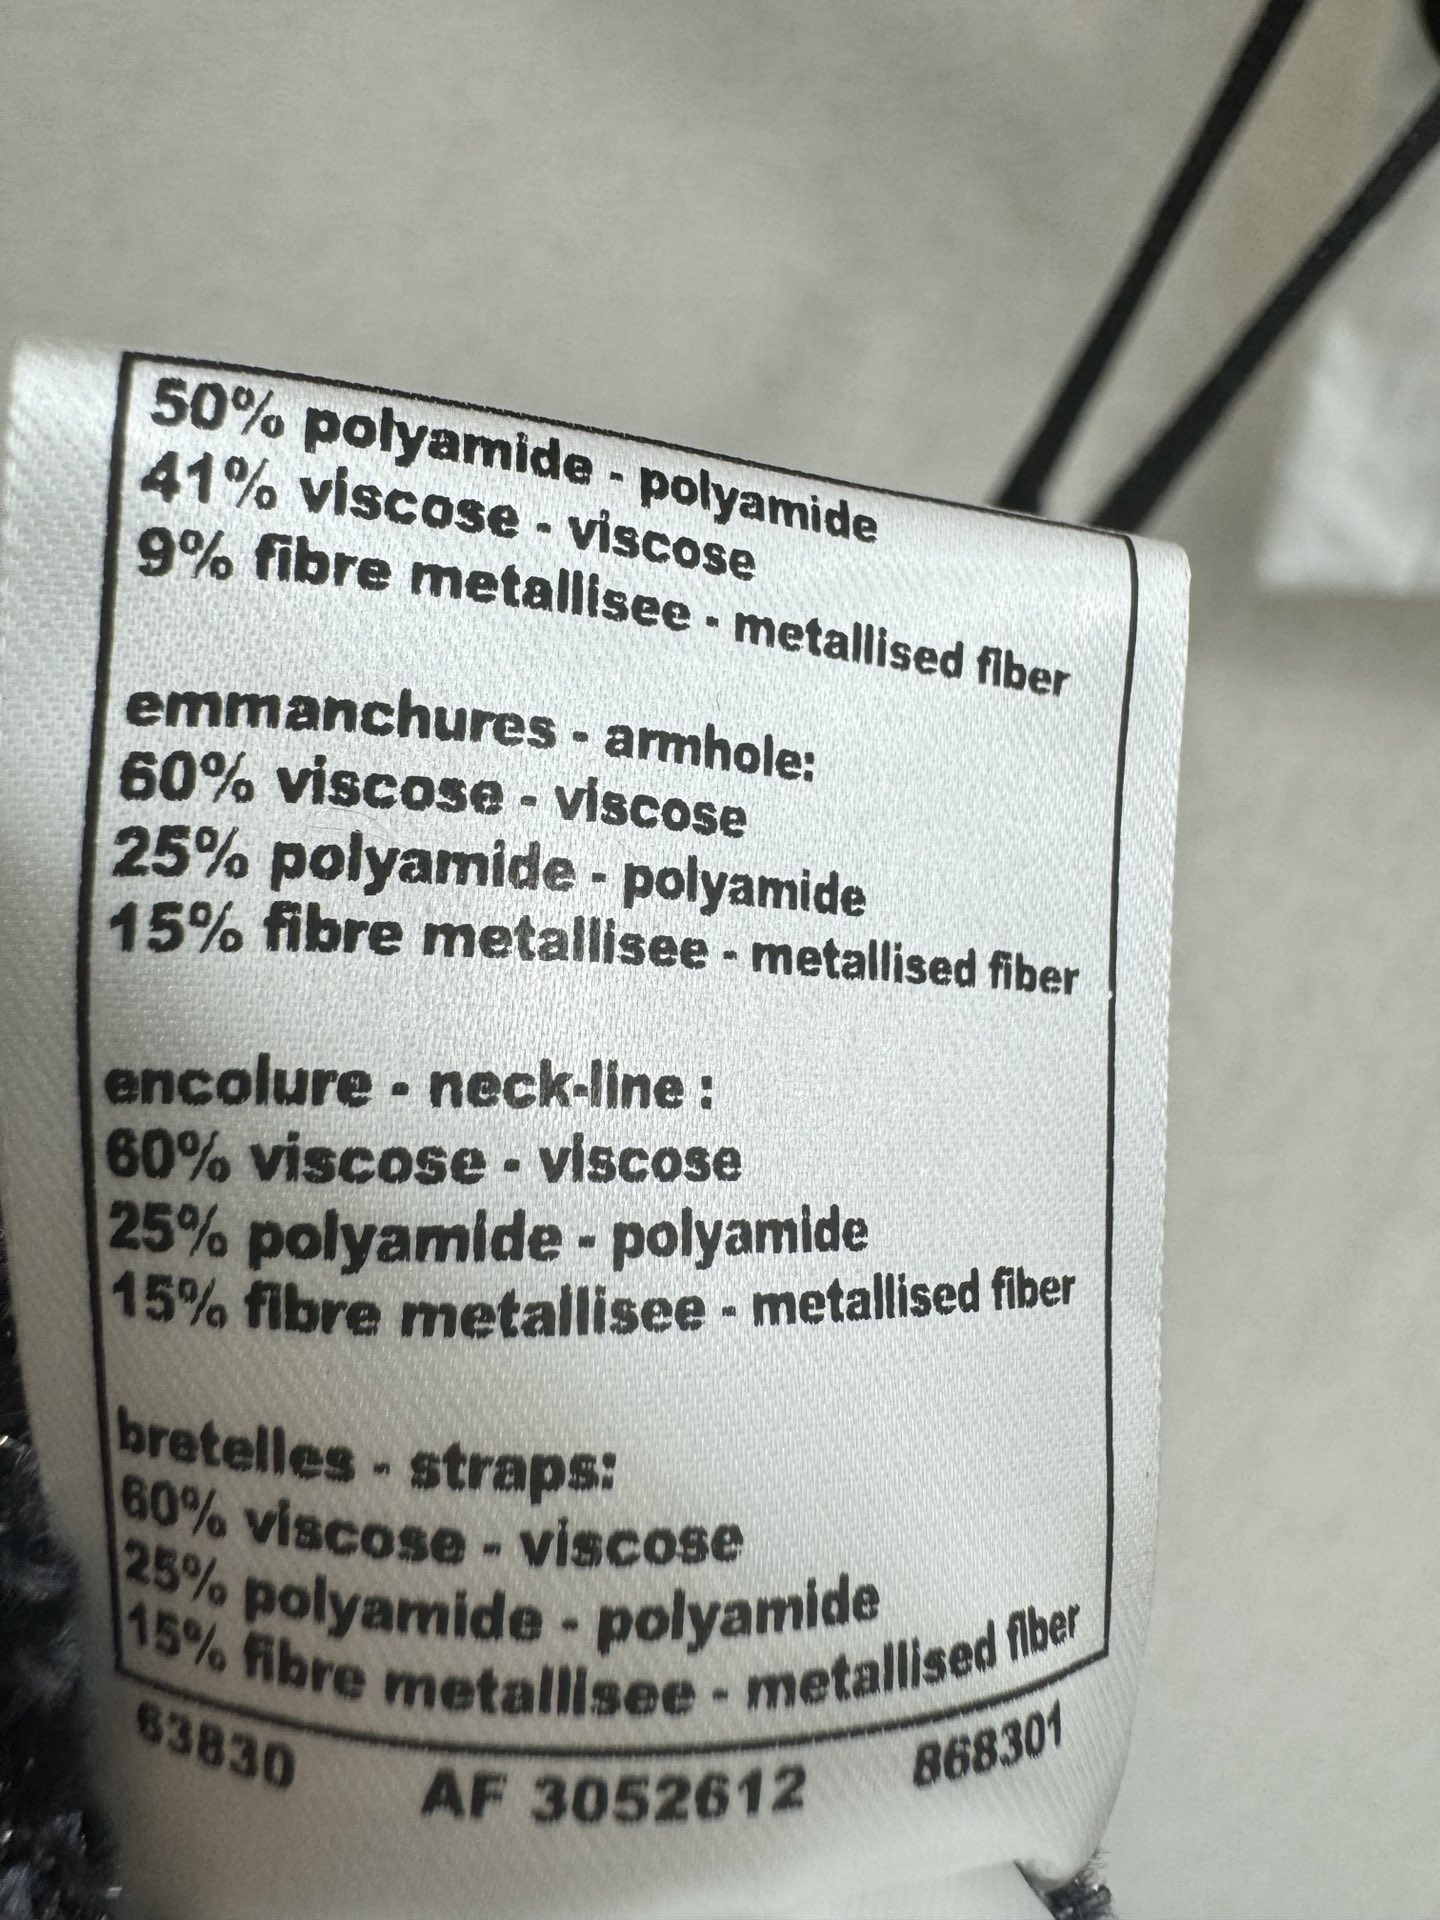 50% polyamide - polyamide
41% viscose - viscose
9% fibre metallisee - metallised fiber
emmanchures - armhole:
60% viscose - viscose
25% polyamide - polyamide
15% fibre metallisee - metallised fiber
encolure - neck-line :
60% viscose - viscose
25% polyamide - polyamide
15% fibre metallisee - metallised fiber
bretelles - straps:
60% viscose - viscose
25% polyamide - polyamide
15% fibre metallisee - metallised fiber
63830 AF 3052612 868301